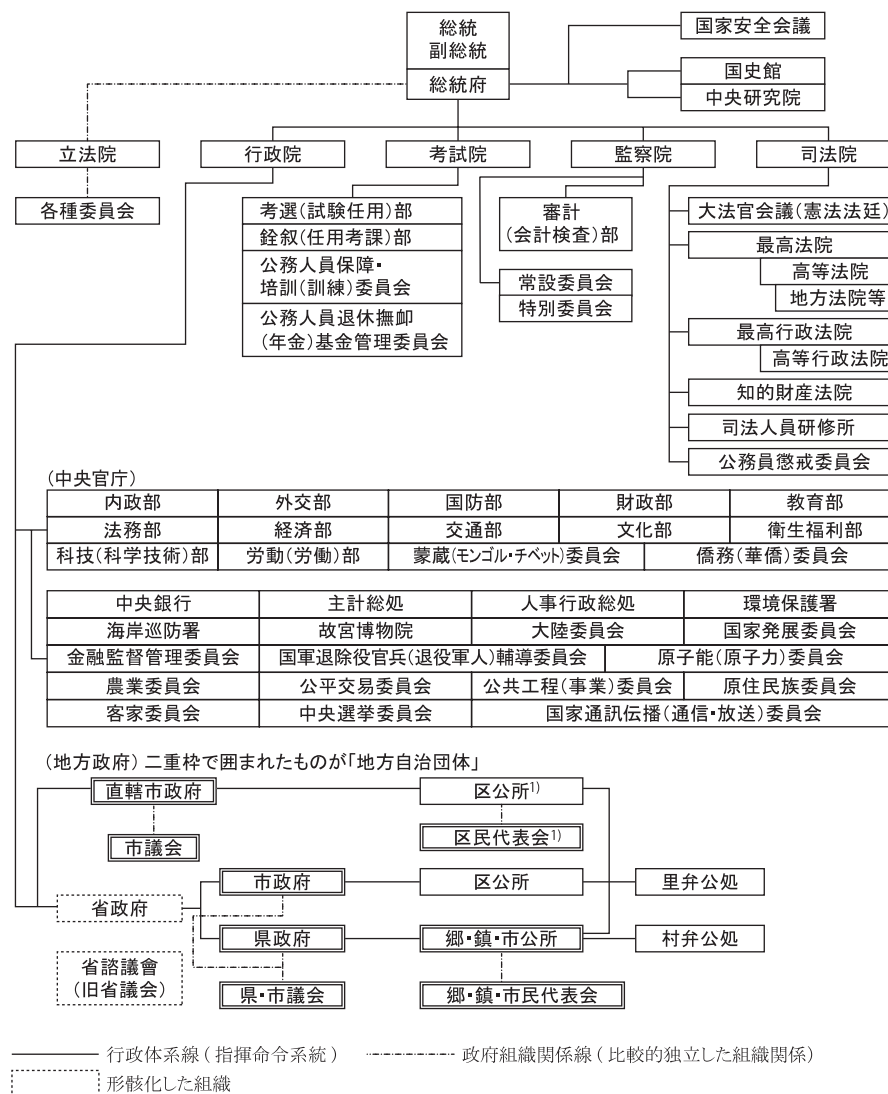 総統
副総統
総統府
国家安全会議
国史館
中央研究院
立法院
行政院
考試院
監察院
司法院
各種委員会
考選(試験任用)部
銓叙(任用考課)部
公務人員保障・
培訓(訓練)委員会
公務人員退休撫卹
(年金)基金管理委員会
審計
(会計検査)部
常設委員会
特別委員会
大法官会議(憲法法廷)
最高法院
高等法院
地方法院等
最高行政法院
高等行政法院
知的財産法院
司法人員研修所
公務員懲戒委員会
(中央官庁)
内政部 外交部 国防部 財政部 教育部
法務部 経済部 交通部 文化部 衛生福利部
科技(科学技術)部 労動(労働)部 蒙蔵(モンゴル・チベット)委員会 僑務(華僑)委員会
中央銀行 主計総処 人事行政総処 環境保護署
海岸巡防署 故宮博物院 大陸委員会 国家発展委員会
金融監督管理委員会 国軍退除役官兵(退役軍人)輔導委員会 原子能(原子力)委員会
農業委員会 公平交易委員会 公共工程(事業)委員会 原住民族委員会
客家委員会 中央選挙委員会 国家通訊伝播(通信・放送)委員会
(地方政府) 二重枠で囲まれたものが「地方自治団体」
直轄市政府 区公所1)
市議会 区民代表会1)
市政府 区公所 里弁公処
省政府
県政府 郷・鎮・市公所 村弁公処
省諮議會
(旧省議会)
県・市議会 郷・鎮・市民代表会
行政体系線(指揮命令系統) 政府組織関係線(比較的独立した組織関係)
形骸化した組織